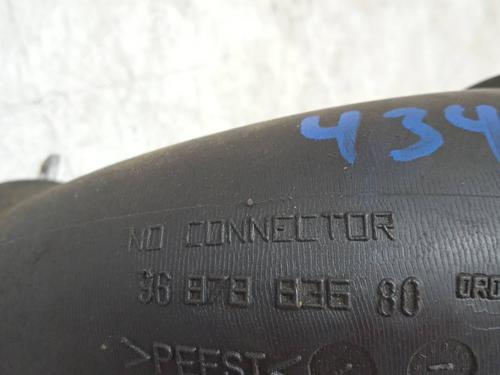 434
NO CONNECTOR
96 878 836 80
>PEEST<